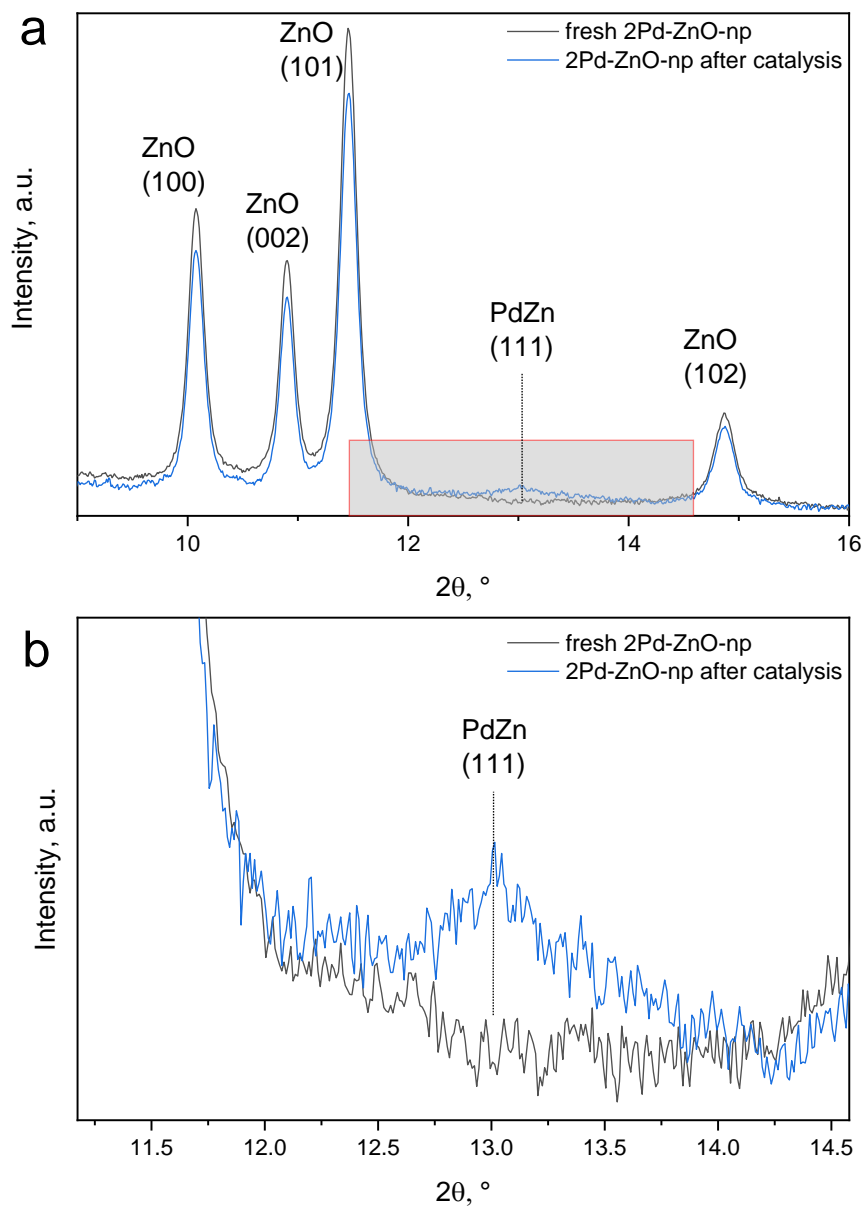 a
fresh 2Pd-ZnO-np
2Pd-ZnO-np after catalysis
ZnO
(101)
ZnO
(100)
ZnO
(002)
PdZn
(111)
ZnO
(102)
Intensity, a.u.
10
12
14
16
2θ, °
b
fresh 2Pd-ZnO-np
2Pd-ZnO-np after catalysis
PdZn
(111)
Intensity, a.u.
11.5
12.0
12.5
13.0
13.5
14.0
14.5
2θ, °